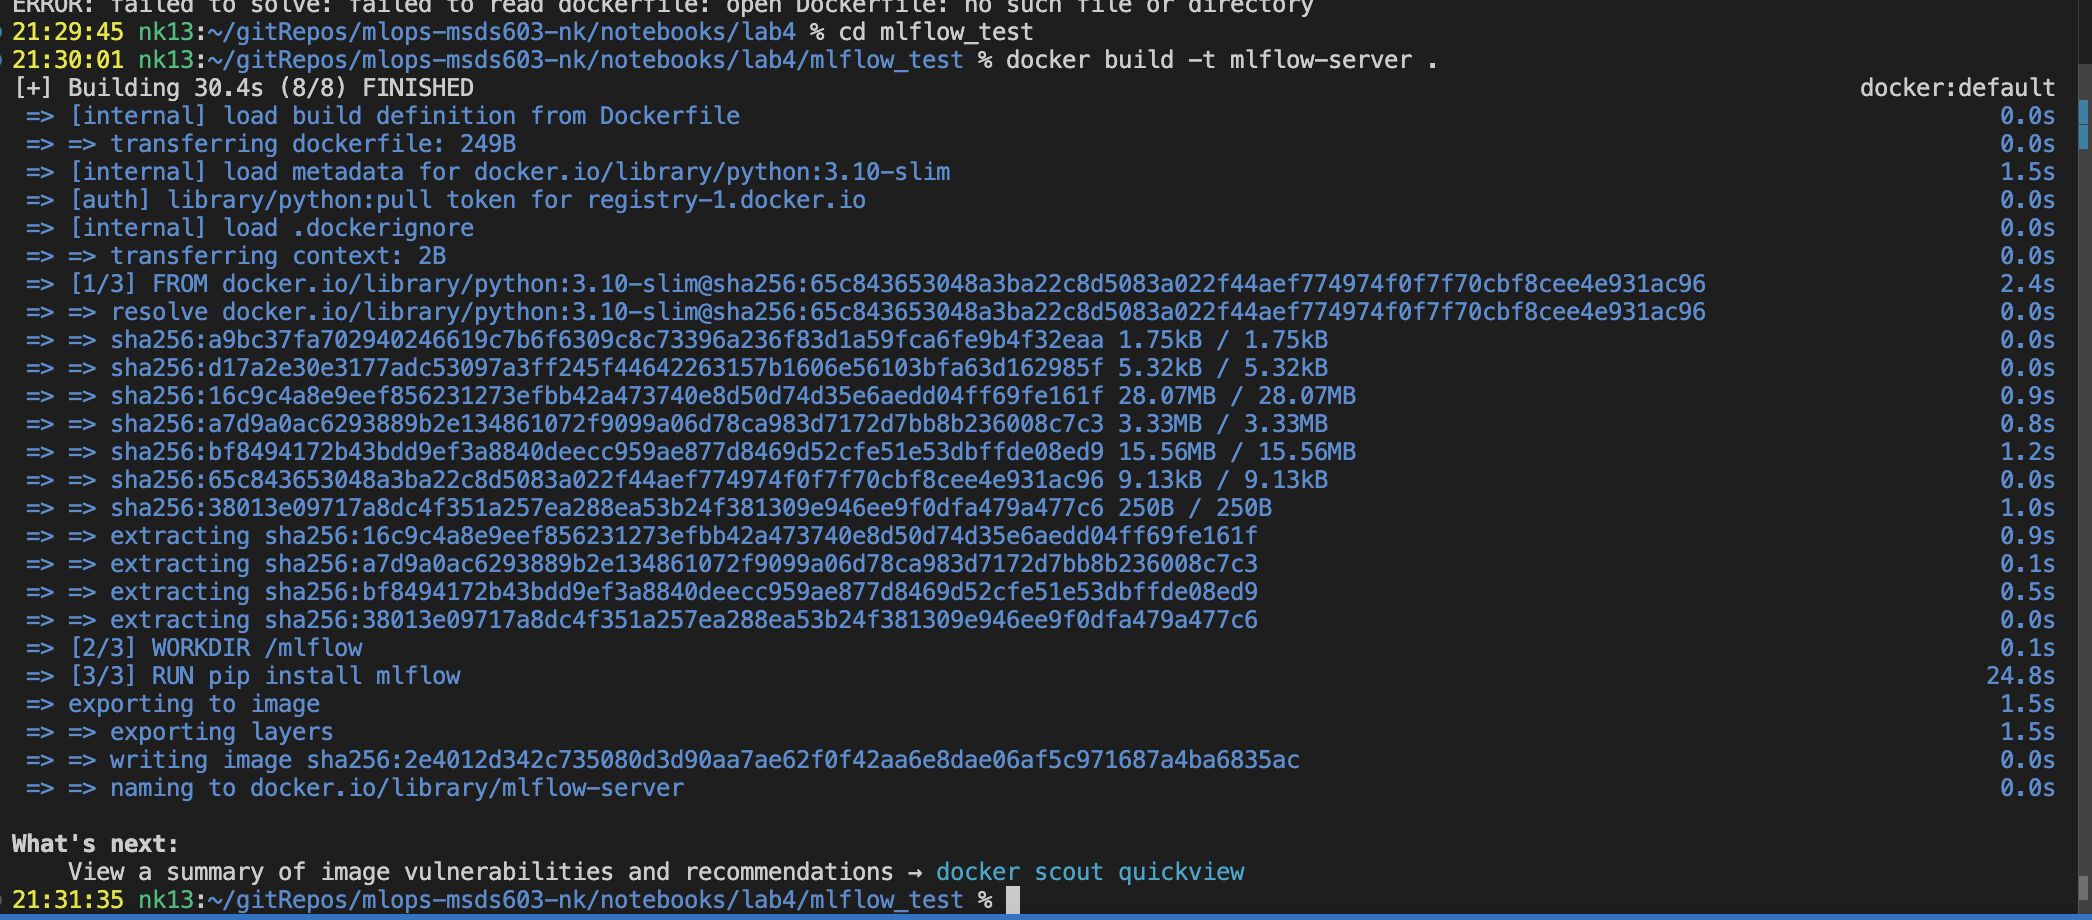 ERROR: failed to solve: failed to read dockerfile: open Dockerfile: no such file or directory
21:29:45 nk13:~/gitRepos/mlops-msds603-nk/notebooks/lab4 % cd mlflow_test
21:30:01 nk13:~/gitRepos/mlops-msds603-nk/notebooks/lab4/mlflow_test % docker build -t mlflow-server .
[+] Building 30.4s (8/8) FINISHED docker:default
=> [internal] load build definition from Dockerfile 0.0s
=> => transferring dockerfile: 249B 0.0s
=> [internal] load metadata for docker.io/library/python:3.10-slim 1.5s
=> [auth] library/python:pull token for registry-1.docker.io 0.0s
=> [internal] load .dockerignore 0.0s
=> => transferring context: 2B 0.0s
=> [1/3] FROM docker.io/library/python:3.10-slim@sha256:65c843653048a3ba22c8d5083a022f44aef774974f0f7f70cbf8cee4e931ac96 2.4s
=> => resolve docker.io/library/python:3.10-slim@sha256:65c843653048a3ba22c8d5083a022f44aef774974f0f7f70cbf8cee4e931ac96 0.0s
=> => sha256:a9bc37fa702940246619c7b6f6309c8c73396a236f83d1a59fca6fe9b4f32eaa 1.75kB / 1.75kB 0.0s
=> => sha256:d17a2e30e3177adc53097a3ff245f44642263157b1606e56103bfa63d162985f 5.32kB / 5.32kB 0.0s
=> => sha256:16c9c4a8e9eef856231273efbb42a473740e8d50d74d35e6aedd04ff69fe161f 28.07MB / 28.07MB 0.9s
=> => sha256:a7d9a0ac6293889b2e134861072f9099a06d78ca983d7172d7bb8b236008c7c3 3.33MB / 3.33MB 0.8s
=> => sha256:bf8494172b43bdd9ef3a8840deecc959ae877d8469d52cfe51e53dbffde08ed9 15.56MB / 15.56MB 1.2s
=> => sha256:65c843653048a3ba22c8d5083a022f44aef774974f0f7f70cbf8cee4e931ac96 9.13kB / 9.13kB 0.0s
=> => sha256:38013e09717a8dc4f351a257ea288ea53b24f381309e946ee9f0dfa479a477c6 250B / 250B 1.0s
=> => extracting sha256:16c9c4a8e9eef856231273efbb42a473740e8d50d74d35e6aedd04ff69fe161f 0.9s
=> => extracting sha256:a7d9a0ac6293889b2e134861072f9099a06d78ca983d7172d7bb8b236008c7c3 0.1s
=> => extracting sha256:bf8494172b43bdd9ef3a8840deecc959ae877d8469d52cfe51e53dbffde08ed9 0.5s
=> => extracting sha256:38013e09717a8dc4f351a257ea288ea53b24f381309e946ee9f0dfa479a477c6 0.0s
=> [2/3] WORKDIR /mlflow 0.1s
=> [3/3] RUN pip install mlflow 24.8s
=> exporting to image 1.5s
=> => exporting layers 1.5s
=> => writing image sha256:2e4012d342c735080d3d90aa7ae62f0f42aa6e8dae06af5c971687a4ba6835ac 0.0s
=> => naming to docker.io/library/mlflow-server 0.0s
What's next:
View a summary of image vulnerabilities and recommendations → docker scout quickview
21:31:35 nk13:~/gitRepos/mlops-msds603-nk/notebooks/lab4/mlflow_test %